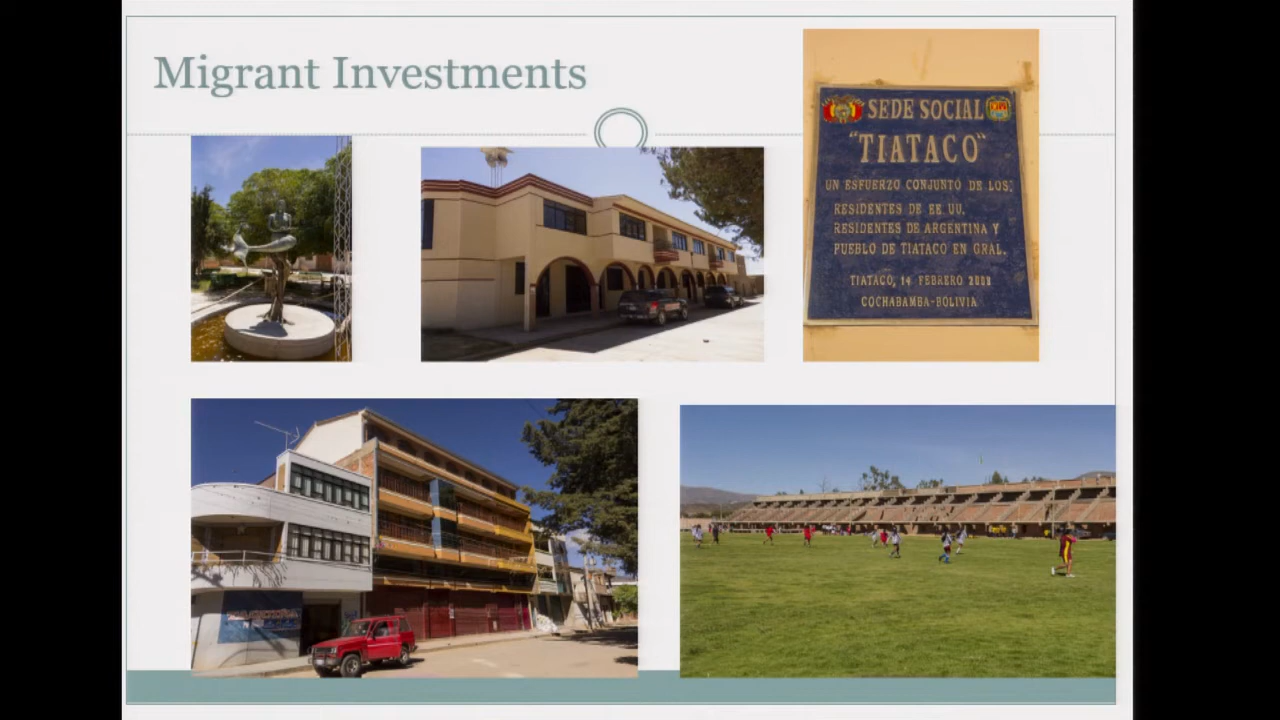 Migrant Investments
SEDE SOCIAL
"TIATACO"
UN ESFUERZO CONJUNTO DE LOS:
RESIDENTES DE EE.UU.
RESIDENTES DE ARGENTINA Y
PUEBLO DE TIATACO EN GRAL.
TIATACO, 14 FEBRERO
COCHABAMBA-BOLIVIA